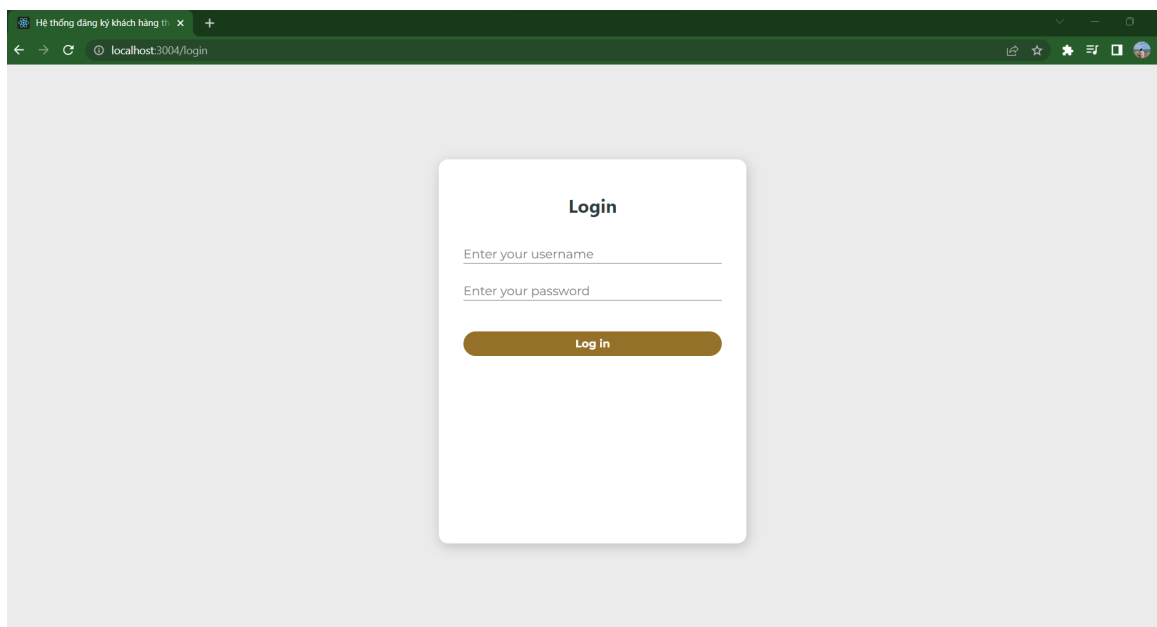 Hệ thống đăng ký khách hàng th
localhost:3004/login
Login
Enter your username
Enter your password
Log in